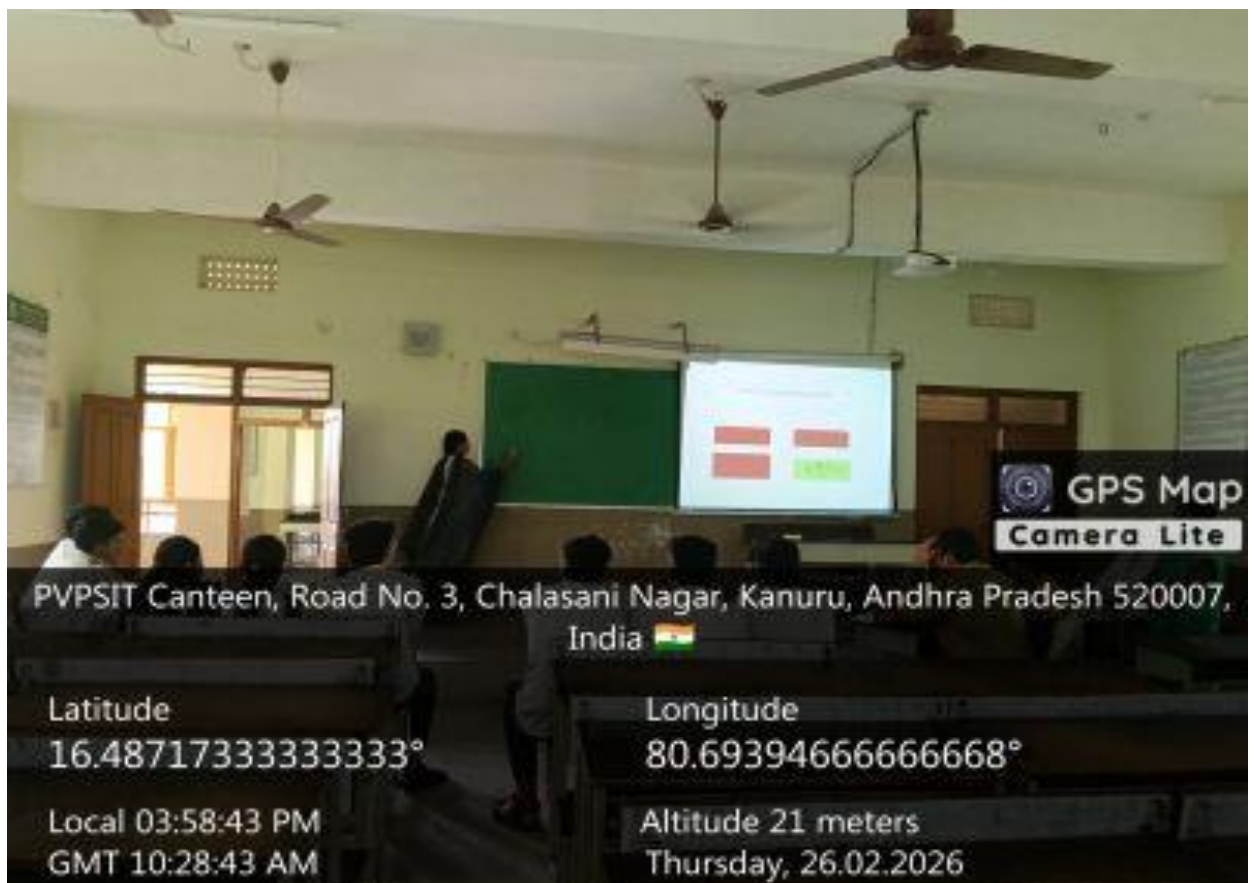 GPS Map
Camera Lite
PVPSIT Canteen, Road No. 3, Chalasani Nagar, Kanuru, Andhra Pradesh 520007,
India
Latitude
16.48717333333333°
Longitude
80.69394666666668°
Local 03:58:43 PM
GMT 10:28:43 AM
Altitude 21 meters
Thursday, 26.02.2026